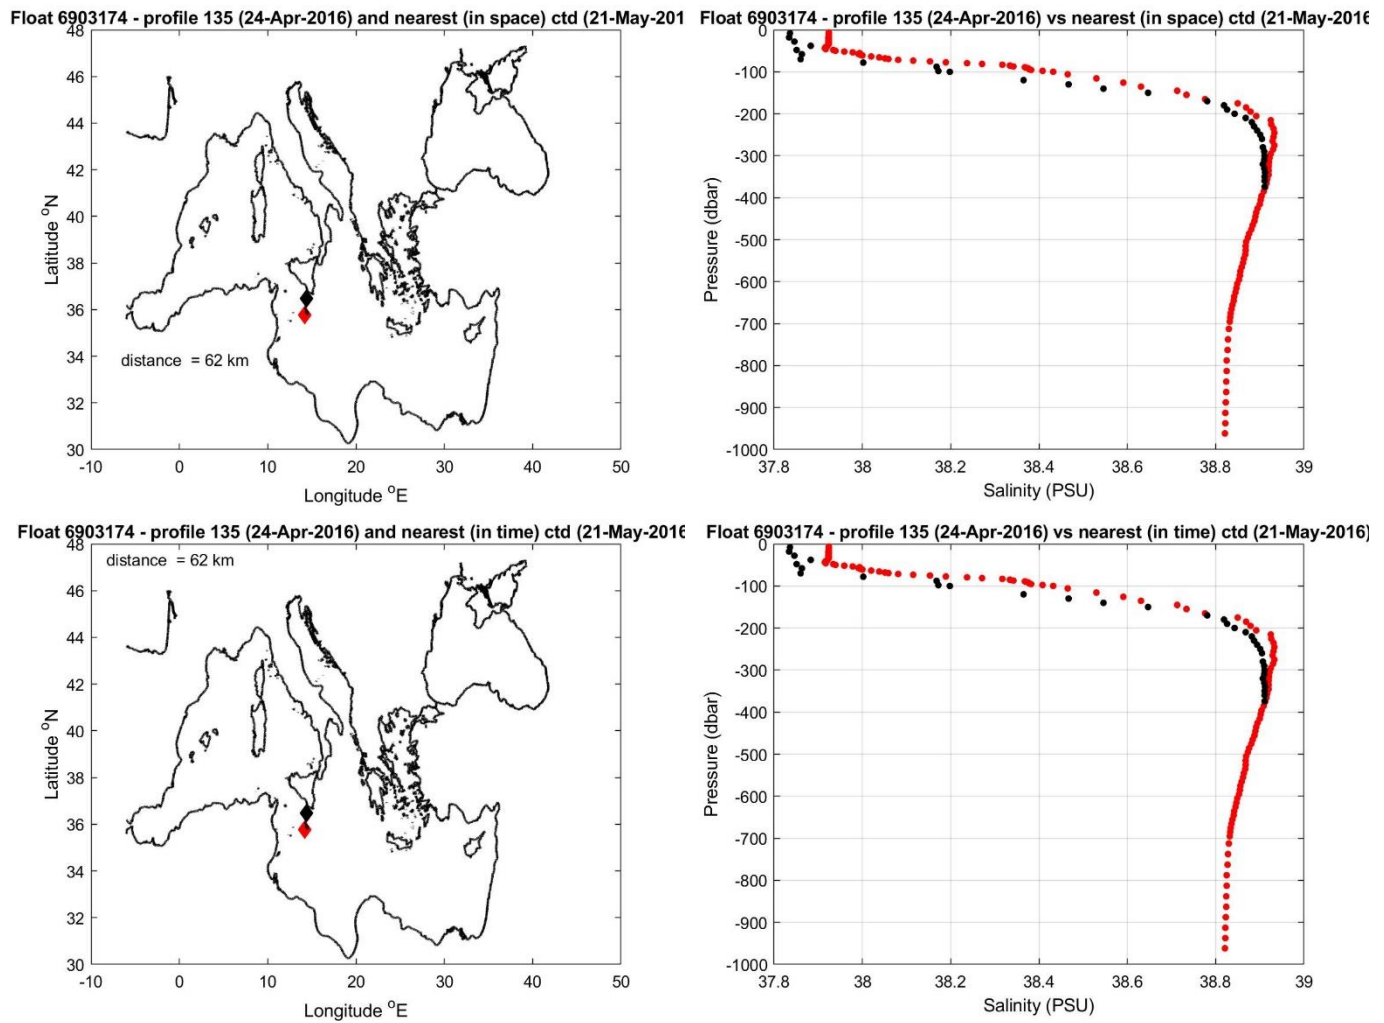 Float 6903174 - profile 135 (24-Apr-2016) and nearest (in space) ctd (21-May-201
48
46
44
42
40
38
36
34
32
30
Latitude °N
distance = 62 km
-10 0 10 20 30 40 50
Longitude °E
Float 6903174 - profile 135 (24-Apr-2016) vs nearest (in space) ctd (21-May-2016
0
-100
-200
-300
-400
-500
-600
-700
-800
-900
-1000
Pressure (dbar)
37.8 38 38.2 38.4 38.6 38.8 39
Salinity (PSU)
Float 6903174 - profile 135 (24-Apr-2016) and nearest (in time) ctd (21-May-2016
48
46
44
42
40
38
36
34
32
30
Latitude °N
distance = 62 km
-10 0 10 20 30 40 50
Longitude °E
Float 6903174 - profile 135 (24-Apr-2016) vs nearest (in time) ctd (21-May-2016)
0
-100
-200
-300
-400
-500
-600
-700
-800
-900
-1000
Pressure (dbar)
37.8 38 38.2 38.4 38.6 38.8 39
Salinity (PSU)